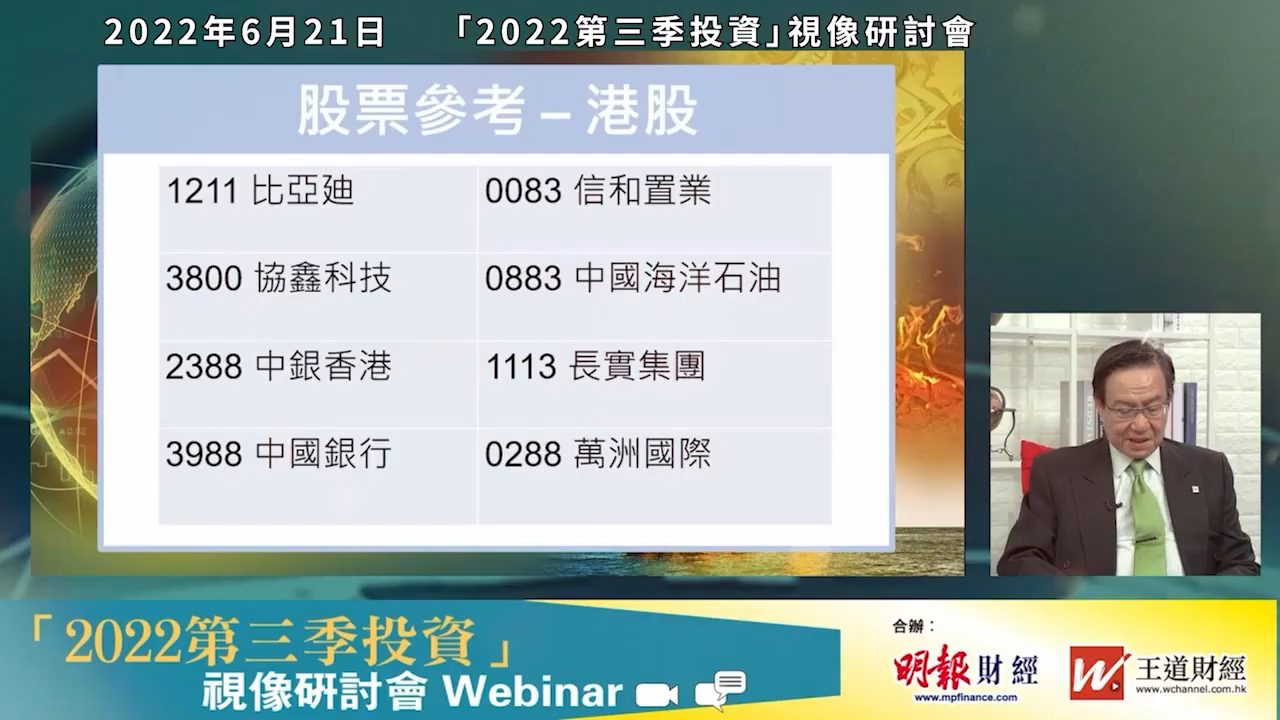 2022年6月21日 「2022第三季投資」視像研討會
股票參考 – 港股
1211 比亞迪
0083 信和置業
3800 協鑫科技
0883 中國海洋石油
2388 中銀香港
1113 長實集團
3988 中國銀行
0288 萬洲國際
「2022第三季投資」
視像研討會 Webinar
合辦：
明報財經
www.mpfinance.com
王道財經
www.wchannel.com.hk